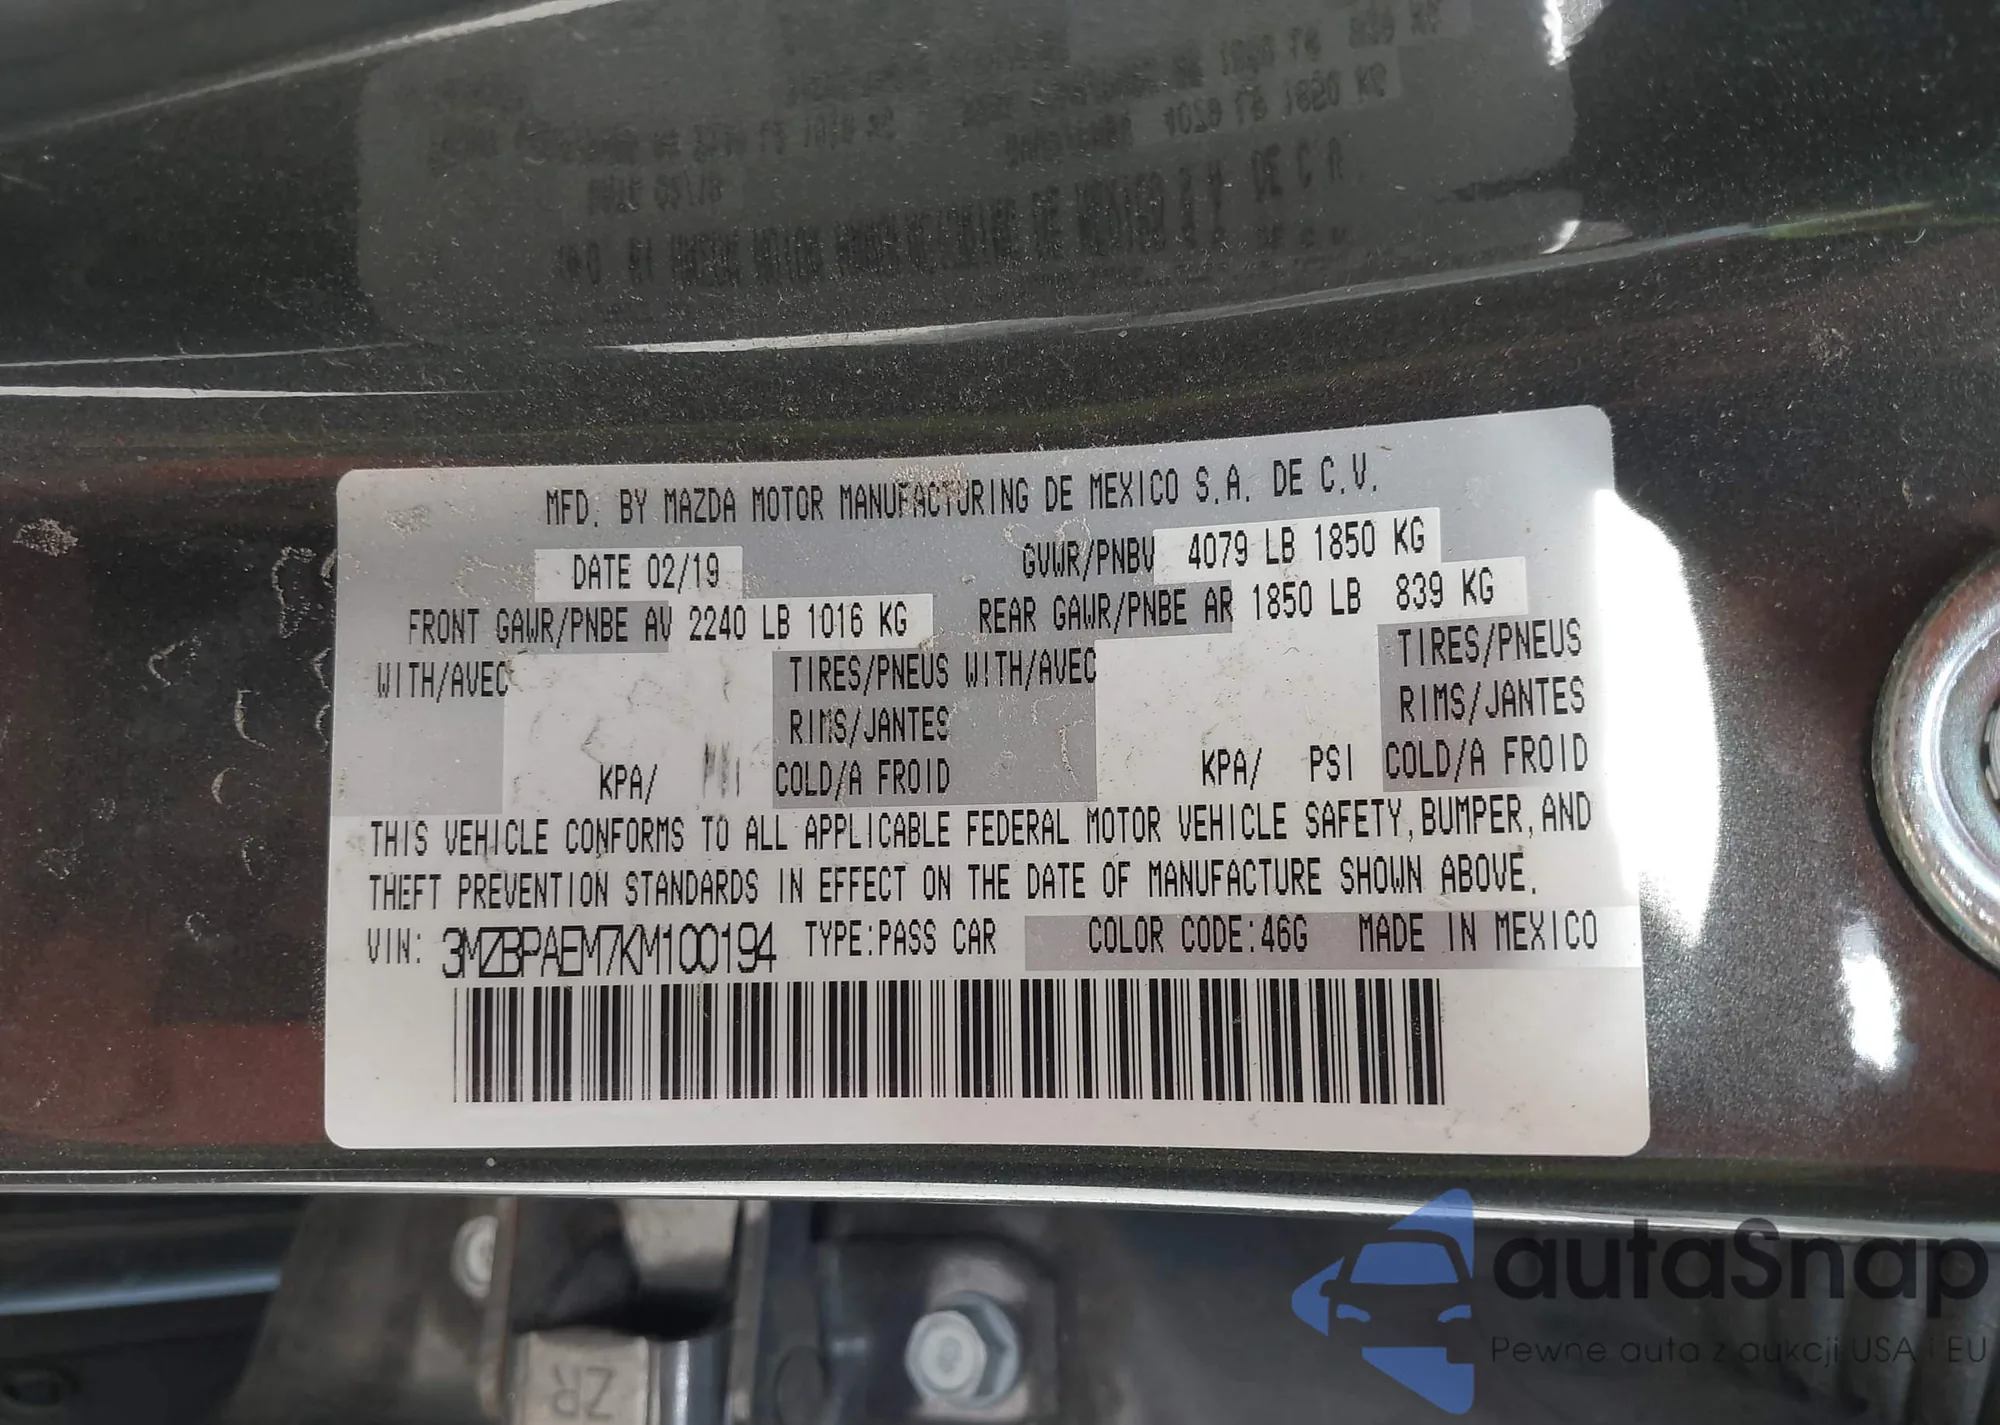 MFD. BY MAZDA MOTOR MANUFACTURING DE MEXICO S.A. DE C.V.
DATE 02/19 GVWR/PNBV 4079 LB 1850 KG
FRONT GAWR/PNBE AV 2240 LB 1016 KG REAR GAWR/PNBE AR 1850 LB 839 KG
WITH/AVEC TIRES/PNEUS WITH/AVEC TIRES/PNEUS
RIMS/JANTES RIMS/JANTES
KPA/ PSI COLD/A FROID KPA/ PSI COLD/A FROID
THIS VEHICLE CONFORMS TO ALL APPLICABLE FEDERAL MOTOR VEHICLE SAFETY, BUMPER, AND
THEFT PREVENTION STANDARDS IN EFFECT ON THE DATE OF MANUFACTURE SHOWN ABOVE.
VIN: 3MZBPAEM7KM100194 TYPE:PASS CAR COLOR CODE:46G MADE IN MEXICO
autaSnap
Pewne auta z aukcji USA i EU
ZR